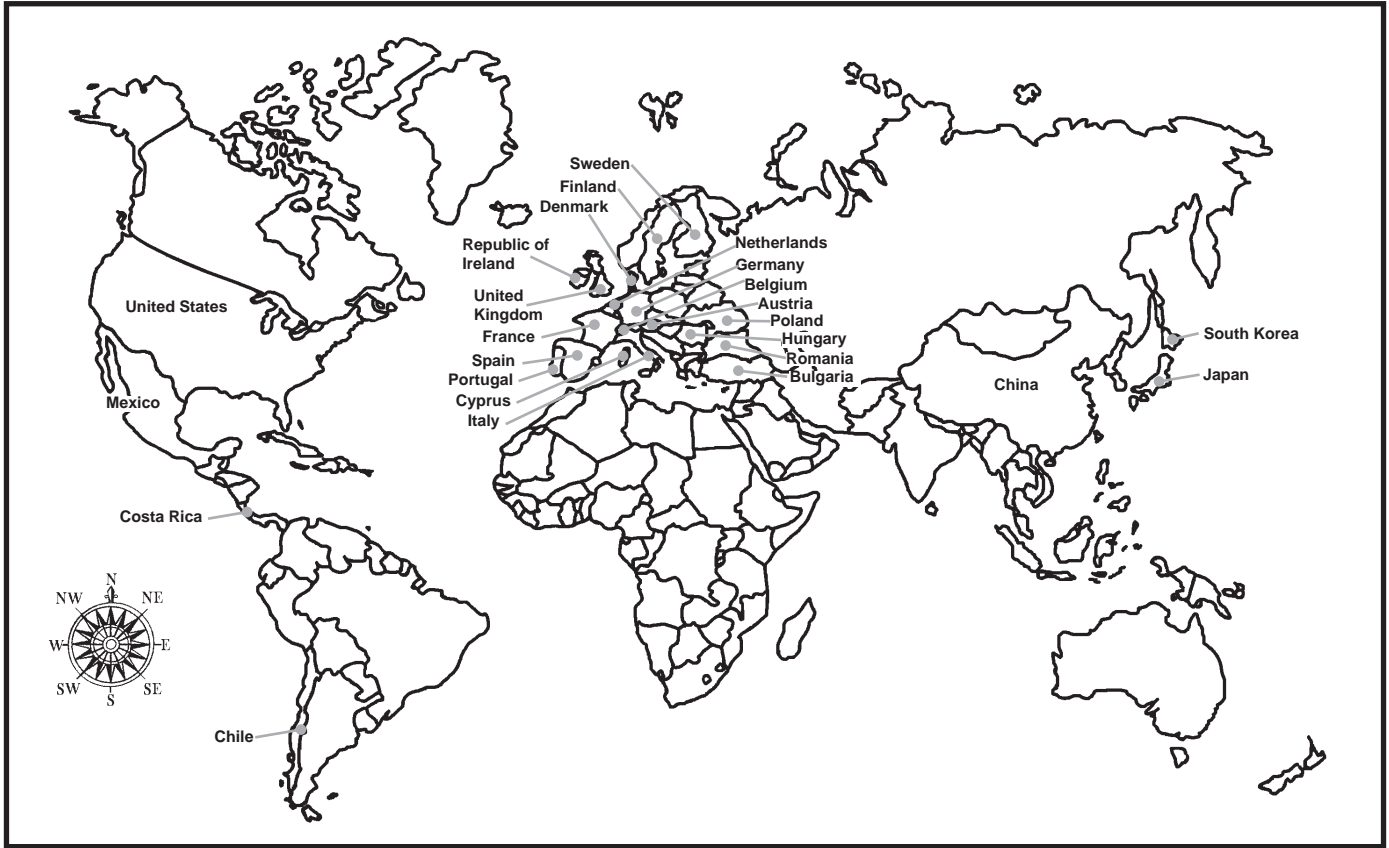 Sweden
Finland
Denmark
Republic of
Ireland
Netherlands
Germany
United
Kingdom
Belgium
United States
Austria
Poland
France
Hungary
South Korea
Spain
Romania
Portugal
Bulgaria
China
Japan
Cyprus
Mexico
Italy
Costa Rica
N
NW
NE
W
E
SW
SE
S
Chile